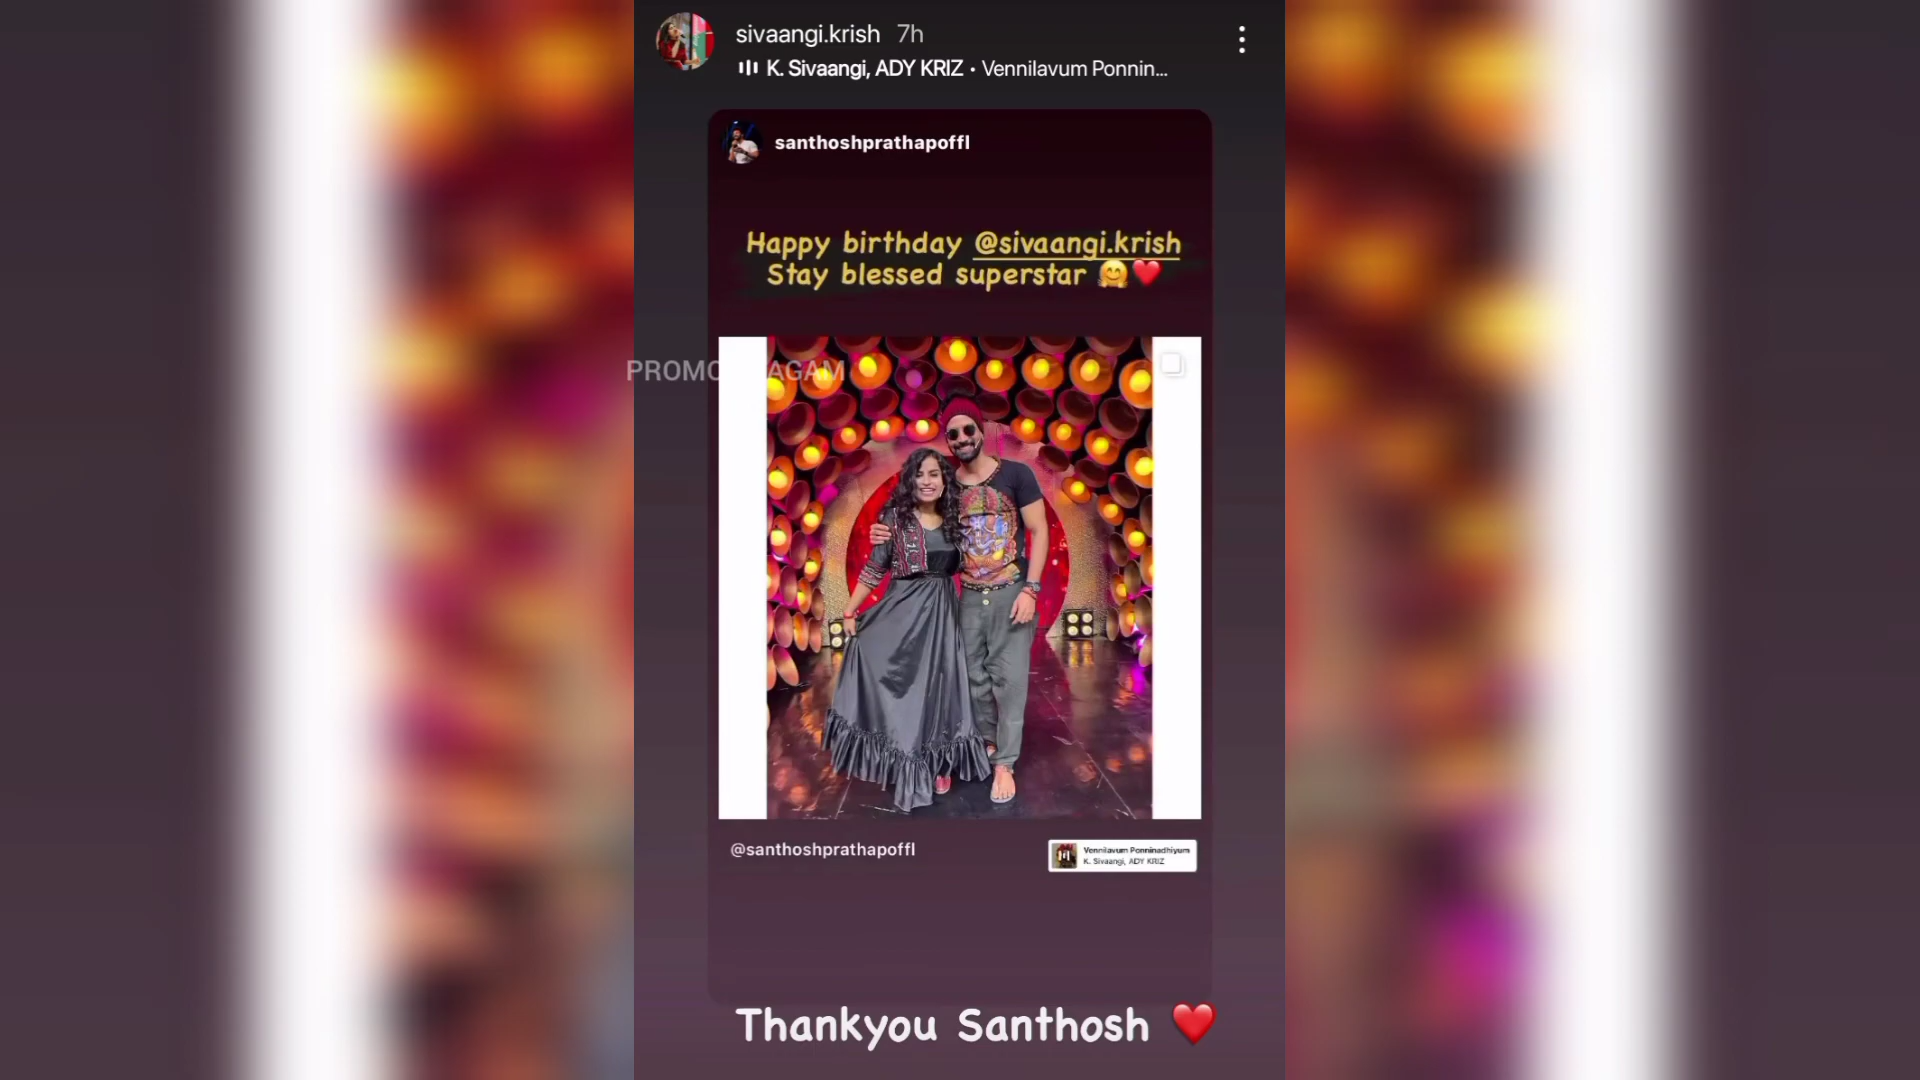 sivaangi.krish 7h
K. Sivaangi, ADY KRIZ • Vennilavum Ponnin...
santhoshprathapoffl
Happy birthday @sivaangi.krish
Stay blessed superstar 🤗❤️
@santhoshprathapoffl
Vennilavum Ponninadhiyum
K. Sivaangi, ADY KRIZ
Thankyou Santhosh ❤️